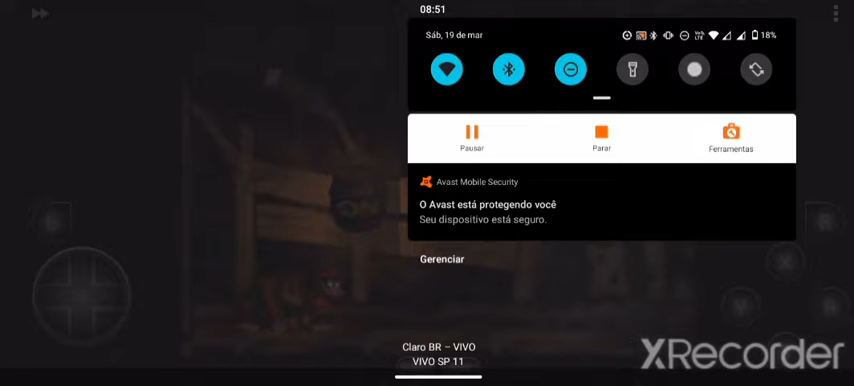 08:51
Sáb, 19 de mar
18%
Pausar
Parar
Ferramentas
Avast Mobile Security
O Avast está protegendo você
Seu dispositivo está seguro.
Gerenciar
Claro BR – VIVO
VIVO SP 11
XRecorder